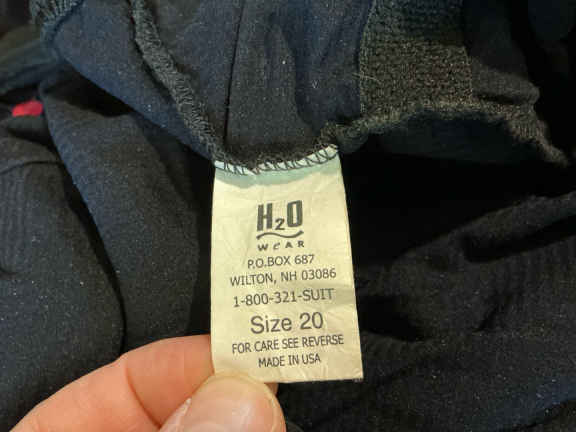 H2O
WEAR
P.O.BOX 687
WILTON, NH 03086
1-800-321-SUIT
Size 20
FOR CARE SEE REVERSE
MADE IN USA